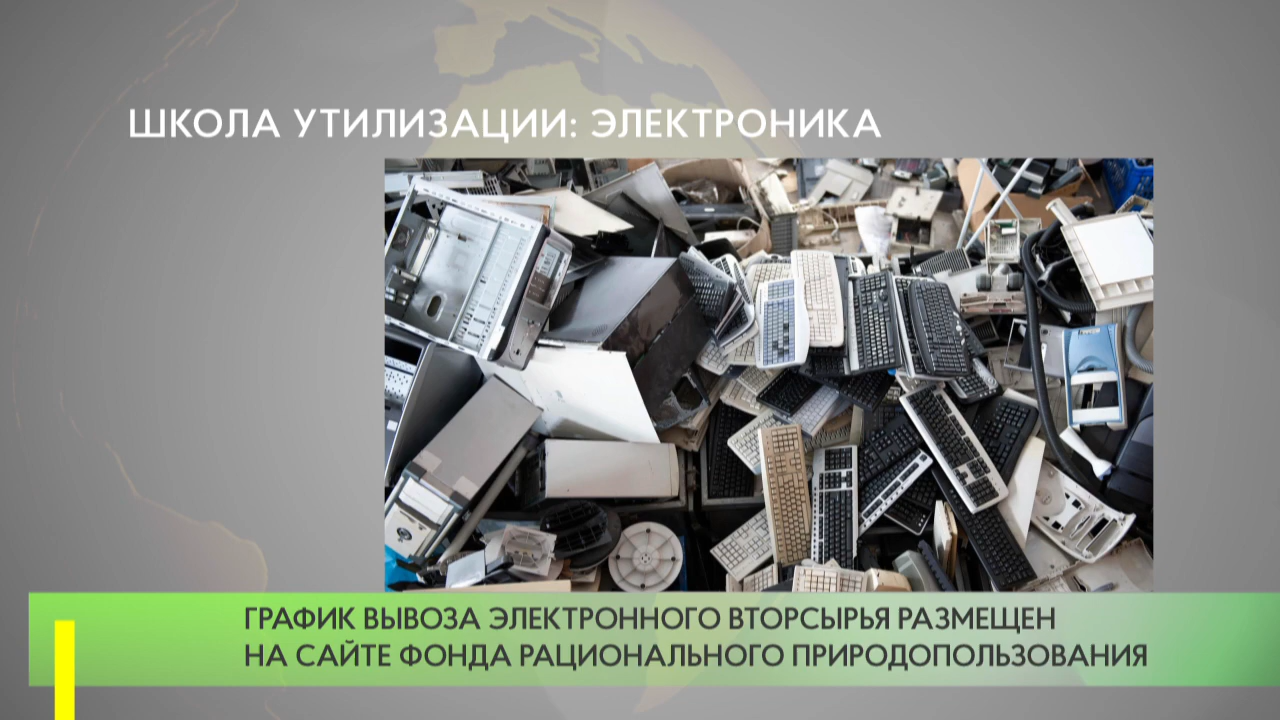 ШКОЛА УТИЛИЗАЦИИ: ЭЛЕКТРОНИКА
ГРАФИК ВЫВОЗА ЭЛЕКТРОННОГО ВТОРСЫРЬЯ РАЗМЕЩЕН
НА САЙТЕ ФОНДА РАЦИОНАЛЬНОГО ПРИРОДОПОЛЬЗОВАНИЯ